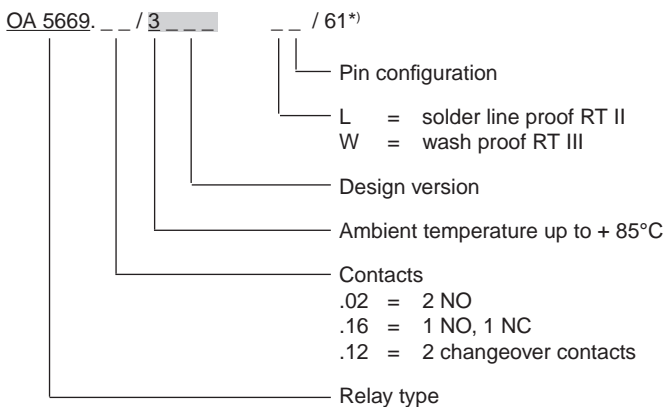 OA 5669. _ _ / 3 _ _ _ _ _ / 61*)
Pin configuration
L = solder line proof RT II
W = wash proof RT III
Design version
Ambient temperature up to + 85°C
Contacts
.02 = 2 NO
.16 = 1 NO, 1 NC
.12 = 2 changeover contacts
Relay type